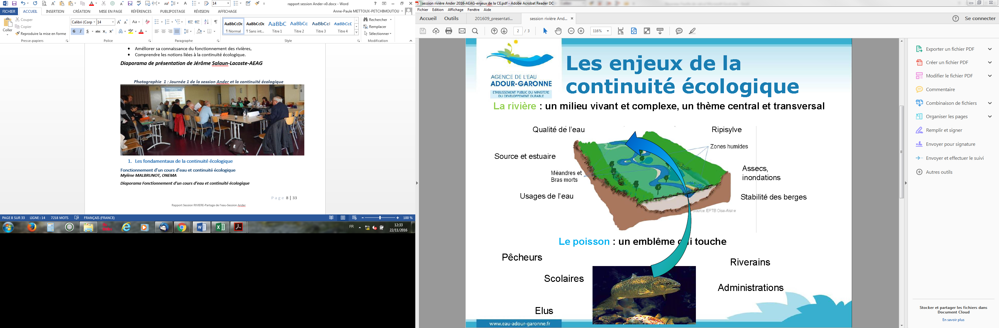 rapport session Ander-v0.docx - Word
FICHIER ACCUEIL INSERTION CRÉATION MISE EN PAGE RÉFÉRENCES PUBLIPOSTAGE RÉVISION AFFICHAGE
Anne-Paule METTOUX-PETCHIMOUTOU
Coller
Couper
Copier
Reproduire la mise en forme
Presse-papiers
Calibri (Corp 14
G I S abc
Police
Paragraphe
AaBbCcDc AaBbCcDc AaBbC AaBbCc AaBbCcI AaBbCcL
¶ Normal ¶ Sans int... Titre 1 Titre 2 Titre 3 Titre 4
Style
Rechercher
Remplacer
Sélectionner
Modification
• Améliorer sa connaissance du fonctionnement des rivières,
• Comprendre les notions liées à la continuité écologique.
Diaporama de présentation de Jérôme Salaun-Lacoste-AEAG
Photographie 1 : Journée 1 de la session Ander et la continuité écologique
1. Les fondamentaux de la continuité écologique
Fonctionnement d'un cours d'eau et continuité écologique
Mylène MALBRUNOT, ONEMA
Diaporama Fonctionnement d'un cours d'eau et continuité écologique
Page 8 | 33
Rapport Session RIVIERE-Partage de l'eau-Session Ander
PAGE 8 SUR 33 LIGNE : 14 7218 MOTS FRANÇAIS (FRANCE) 100 %
FR
12:33
22/11/2016
session rivière Ander 2016-AEAG-enjeux de la CE.pdf - Adobe Acrobat Reader DC
Fichier Edition Affichage Fenêtre Aide
Accueil Outils 201609_presentati... session rivière And... × Se connecter
2 / 3 116%
AGENCE DE L'EAU
ADOUR-GARONNE
ETABLISSEMENT PUBLIC DU MINISTERE
DU DEVELOPPEMENT DURABLE
Les enjeux de la
continuité écologique
La rivière : un milieu vivant et complexe, un thème central et transversal
Qualité de l'eau
Ripisylve
Zones humides
Source et estuaire
Méandres et
Bras morts
Assecs,
inondations
Usages de l'eau
Stabilité des berges
Source: EPTB Oise-Aisne
Le poisson : un emblême qui touche
Pêcheurs
Riverains
Scolaires
Administrations
Elus
www.eau-adour-garonne.fr
Exporter un fichier PDF
Créer un fichier PDF
Modifier le fichier PDF
Commentaire
Combinaison de fichiers
Organiser les pages
Remplir et signer
Envoyer pour signature
Envoyer et effectuer le suivi
Autres outils
Stocker et partager les fichiers dans
Document Cloud
En savoir plus